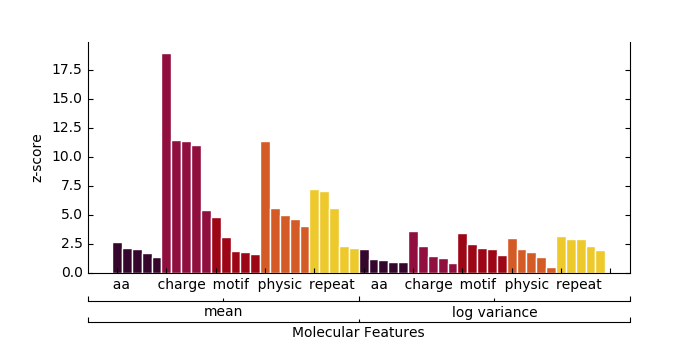 17.5
15.0
12.5
10.0
7.5
5.0
2.5
0.0
z-score
aa charge motif physic repeat aa charge motif physic repeat
mean log variance
Molecular Features